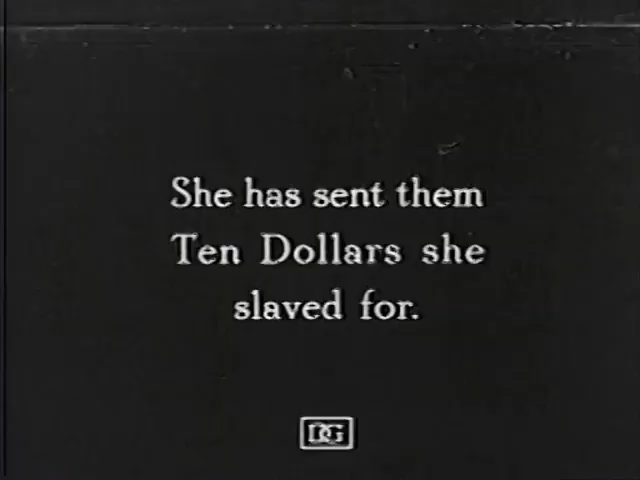 She has sent them
Ten Dollars she
slaved for.
DG